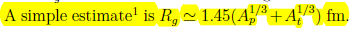 A simple estimate¹ is R_g ≃ 1.45(A_p^{1/3}+A_t^{1/3}) fm.